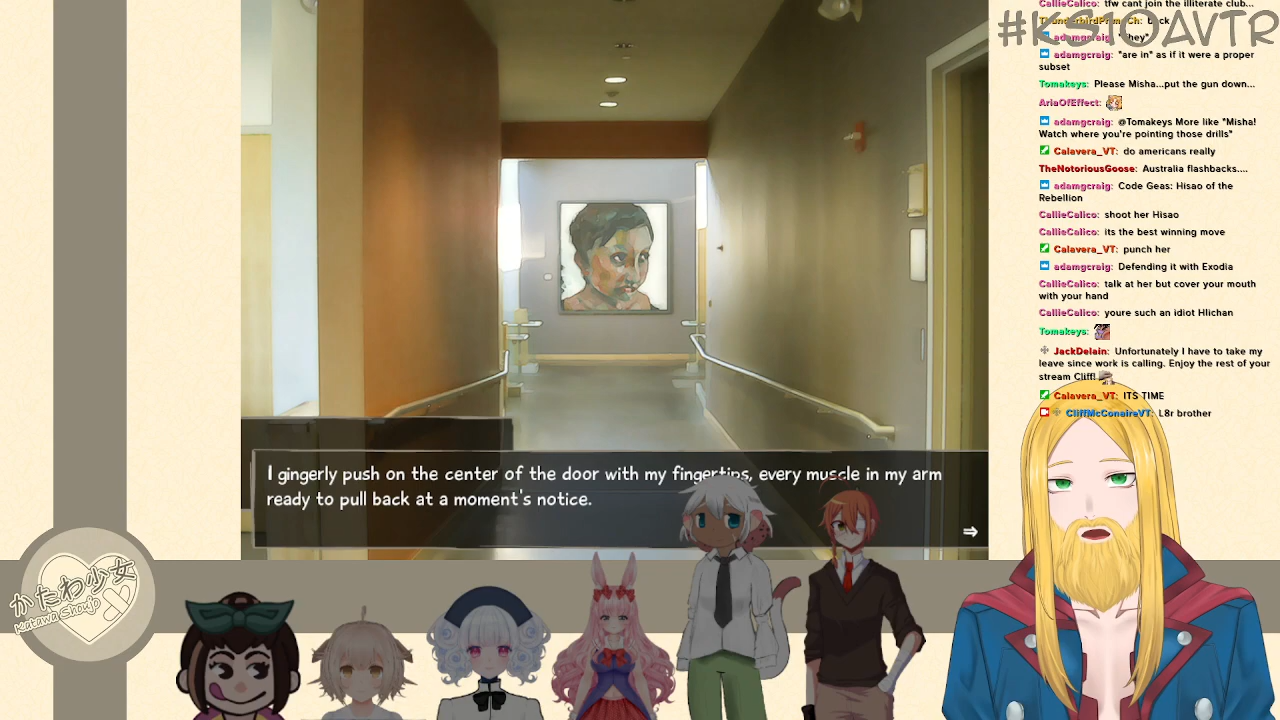 #KS10AVTR
CallieCalico: tfw cant join the illiterate club...
ThunderbirdPrimeCh: back
adamgcraig: "they"
adamgcraig: "are in" as if it were a proper
subset
Tomakeys: Please Misha...put the gun down...
AriaOfEffect:
adamgcraig: @Tomakeys More like "Misha!
Watch where you're pointing those drills"
Calavera_VT: do americans really
TheNotoriousGoose: Australia flashbacks....
adamgcraig: Code Geas: Hisao of the
Rebellion
CallieCalico: shoot her Hisao
CallieCalico: its the best winning move
Calavera_VT: punch her
adamgcraig: Defending it with Exodia
CallieCalico: talk at her but cover your mouth
with your hand
CallieCalico: youre such an idiot HIichan
Tomakeys:
JackDelain: Unfortunately I have to take my
leave since work is calling. Enjoy the rest of your
stream Cliff!
Calavera_VT: ITS TIME
CliffMcConaireVT: L8r brother
I gingerly push on the center of the door with my fingertips, every muscle in my arm
ready to pull back at a moment's notice.
かたわ少女
Katawa Shoujo